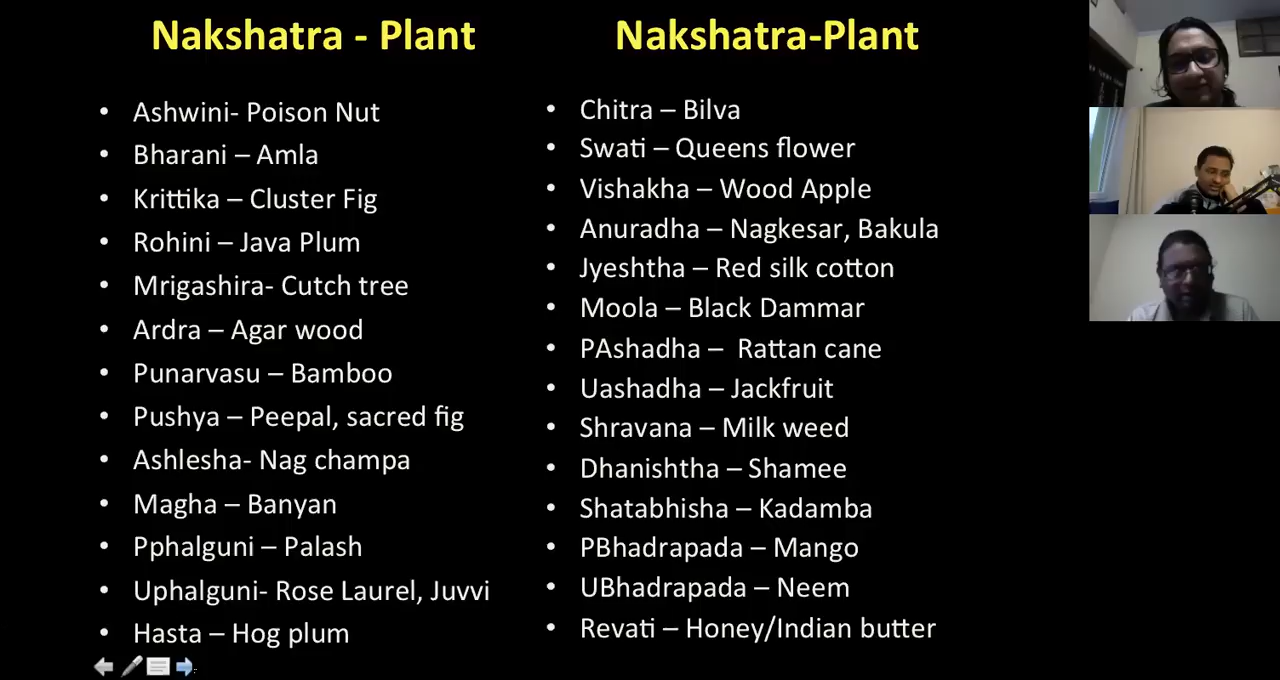 Nakshatra - Plant
• Ashwini- Poison Nut
• Bharani – Amla
• Krittika – Cluster Fig
• Rohini – Java Plum
• Mrigashira- Cutch tree
• Ardra – Agar wood
• Punarvasu – Bamboo
• Pushya – Peepal, sacred fig
• Ashlesha- Nag champa
• Magha – Banyan
• Pphalguni – Palash
• Uphalguni- Rose Laurel, Juvvi
• Hasta – Hog plum
Nakshatra-Plant
• Chitra – Bilva
• Swati – Queens flower
• Vishakha – Wood Apple
• Anuradha – Nagkesar, Bakula
• Jyeshtha – Red silk cotton
• Moola – Black Dammar
• PAshadha –  Rattan cane
• Uashadha – Jackfruit
• Shravana – Milk weed
• Dhanishtha – Shamee
• Shatabhisha – Kadamba
• PBhadrapada – Mango
• UBhadrapada – Neem
• Revati – Honey/Indian butter